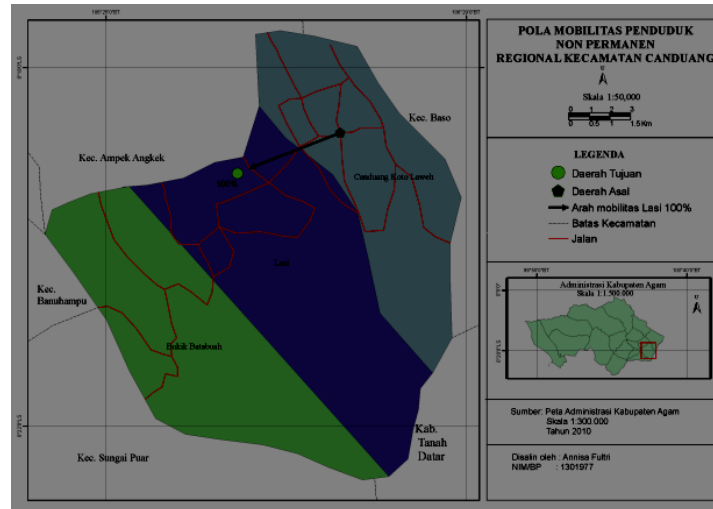 POLA MOBILITAS PENDUDUK
NON PERMANEN
REGIONAL KECAMATAN CANDUANG
U
Skala 1:50,000
0 1 2 3
0 0.5 1 1.5 Km
LEGENDA
Daerah Tujuan
Daerah Asal
Arah mobilitas Lasi 100%
Batas Kecamatan
Jalan
Administrasi Kabupaten Agam
Skala 1:1.500.000
U
Sumber: Peta Administrasi Kabupaten Agam
Skala 1:300.000
Tahun 2010
Disalin oleh : Annisa Fultri
NIM/BP : 1301977
Kec. Baso
Kec. Ampek Angkek
Canduang Koto Laweh
100%
Lasi
Kec.
Banuhampu
Bukik Batabuah
Kab.
Tanah
Datar
Kec. Sungai Puar